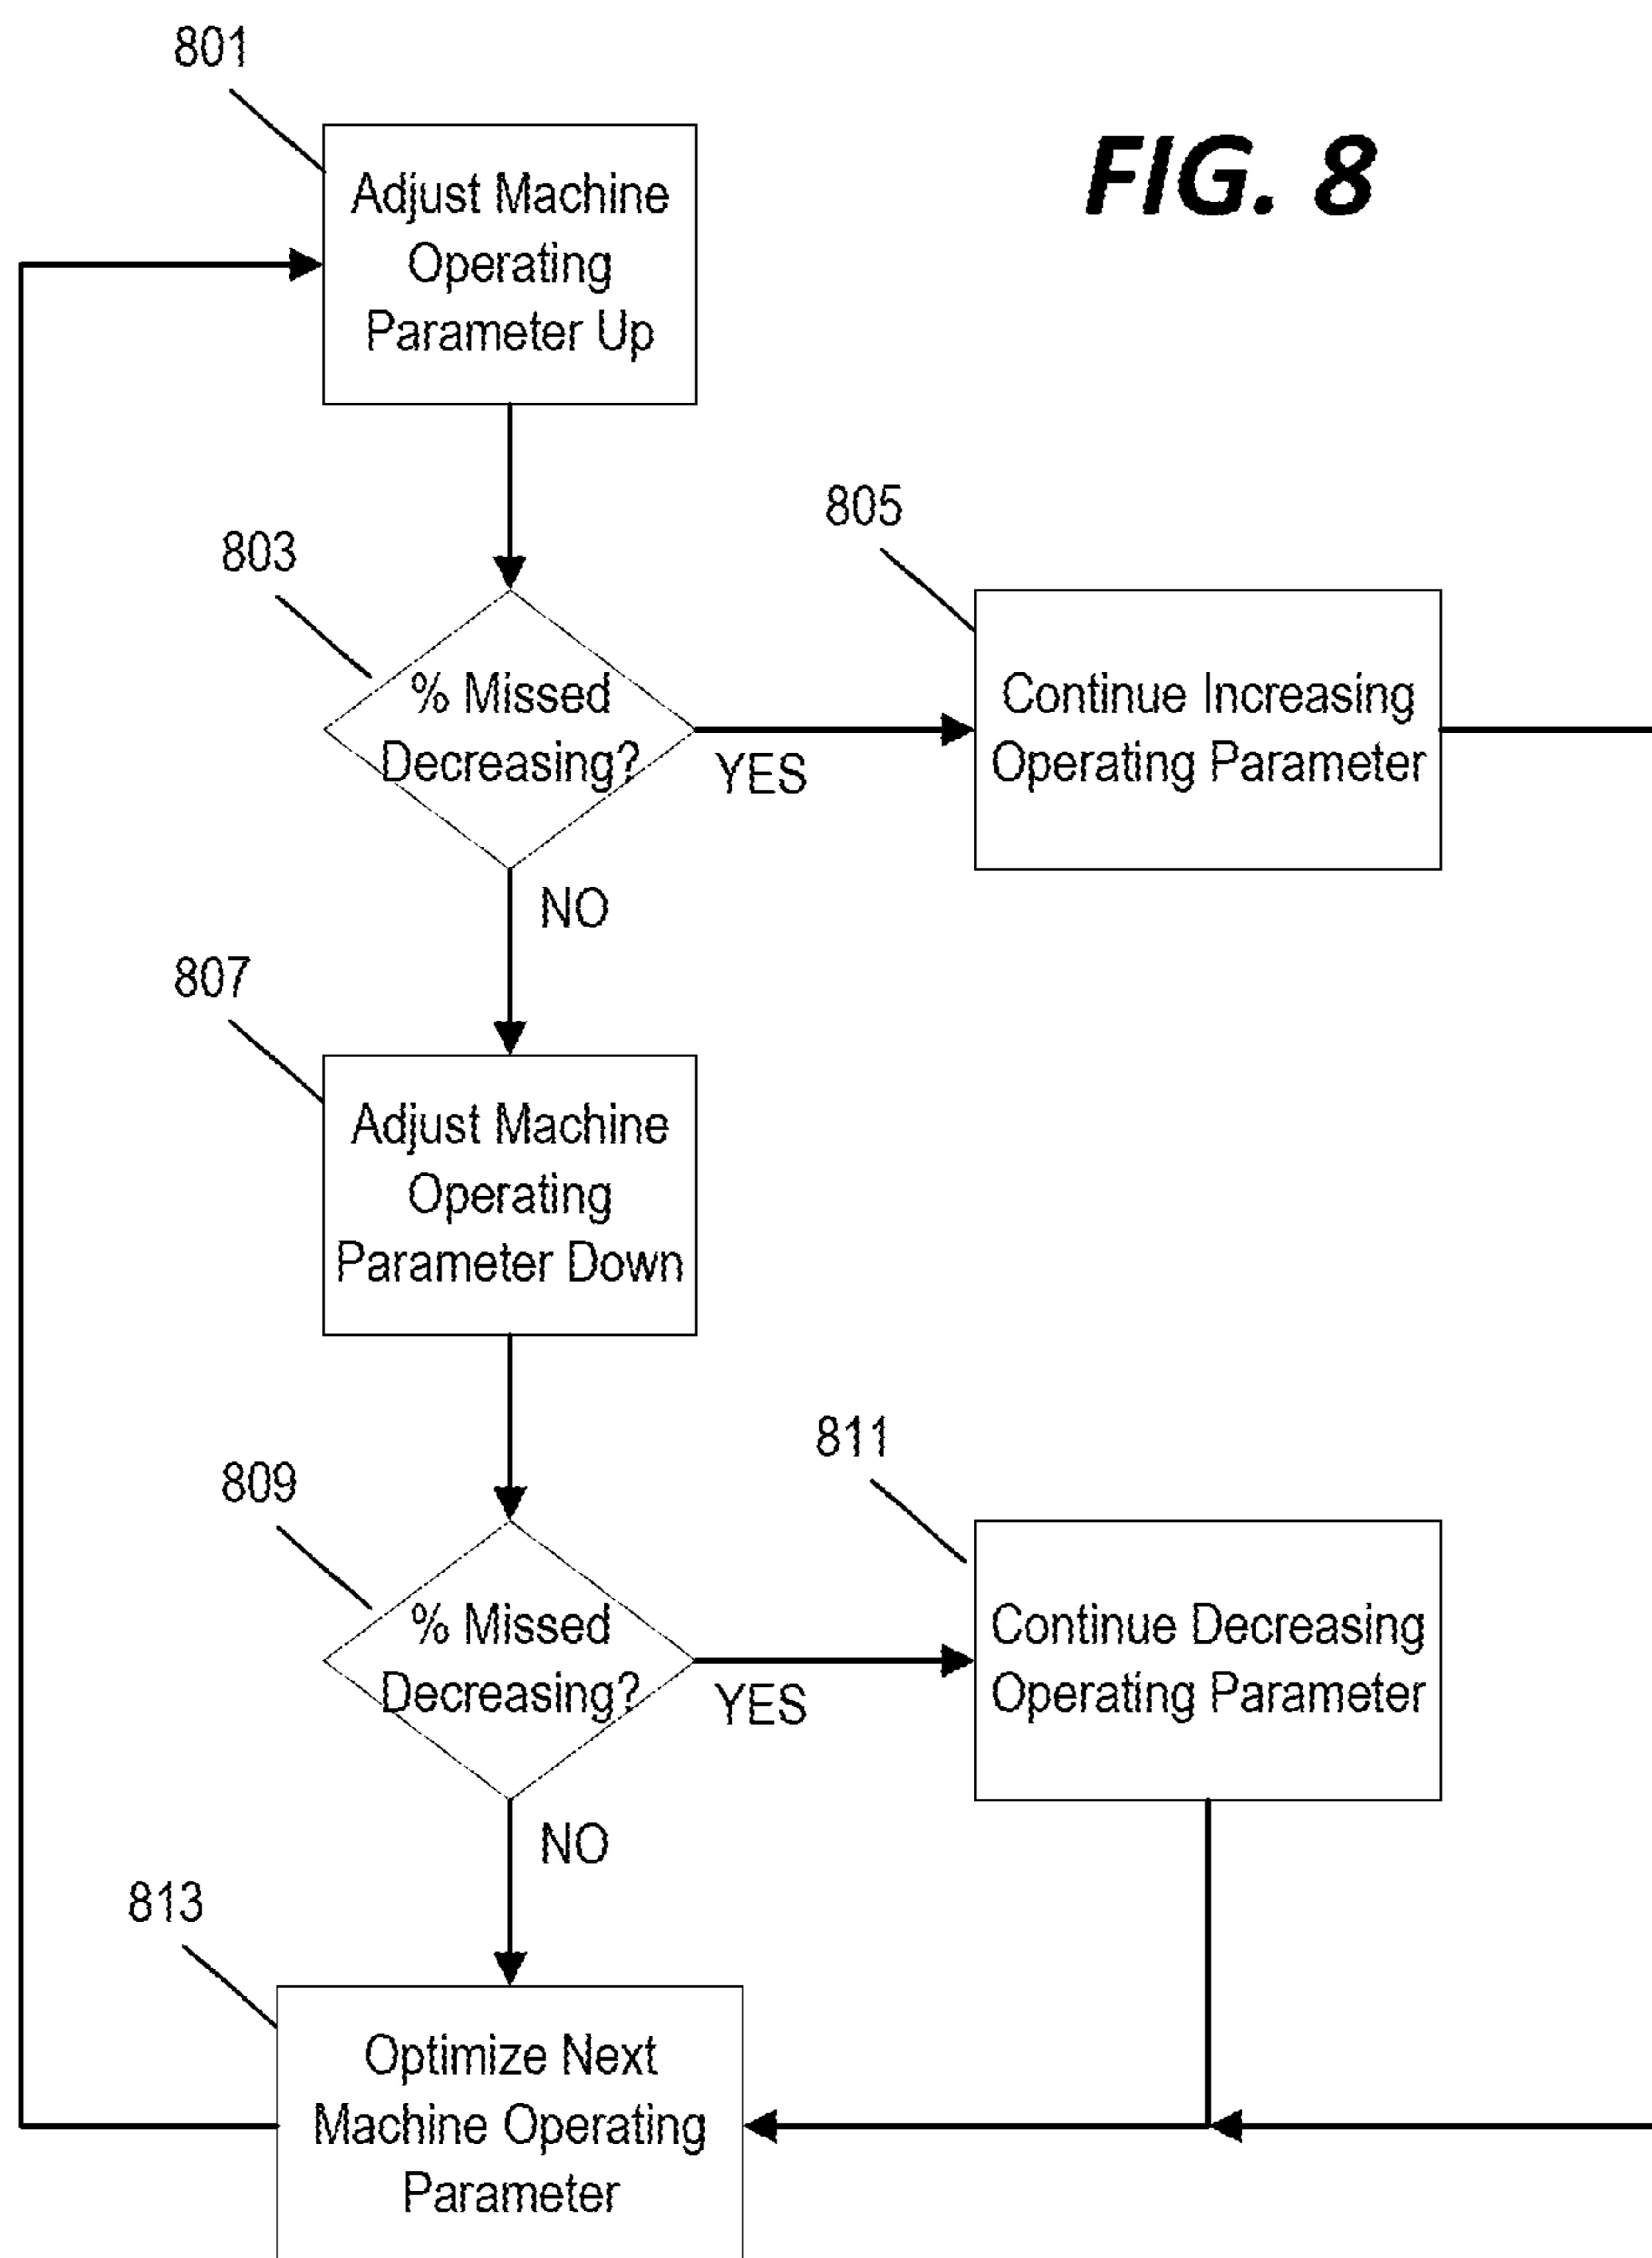 801
FIG. 8
Adjust Machine
Operating
Parameter Up
803
805
% Missed
Decreasing?
YES
Continue Increasing
Operating Parameter
NO
807
Adjust Machine
Operating
Parameter Down
809
811
% Missed
Decreasing?
YES
Continue Decreasing
Operating Parameter
NO
813
Optimize Next
Machine Operating
Parameter